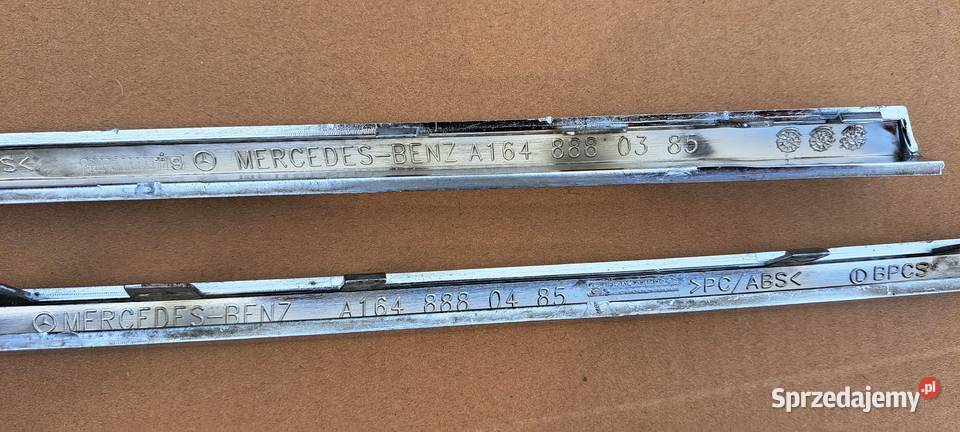 S<
MERCEDES-BENZ A164 888 03 85
MERCEDES-BENZ A164 888 04 85 >PC/ABS< BPCS
Sprzedajemy.pl